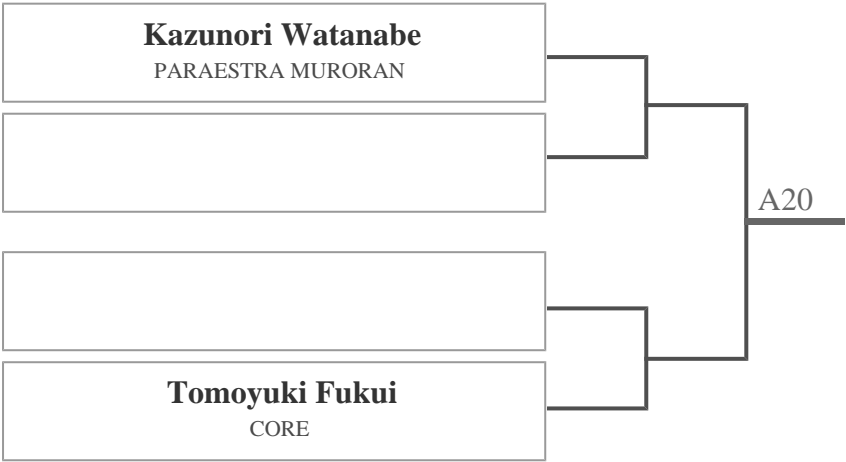 Kazunori Watanabe
PARAESTRA MURORAN
A20
Tomoyuki Fukui
CORE